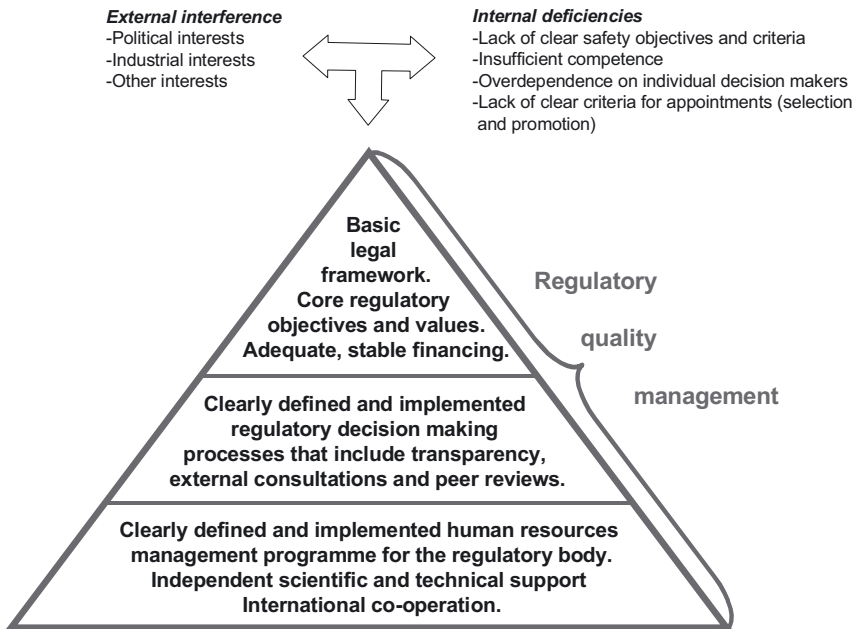 External interference
-Political interests
-Industrial interests
-Other interests
Internal deficiencies
-Lack of clear safety objectives and criteria
-Insufficient competence
-Overdependence on individual decision makers
-Lack of clear criteria for appointments (selection
and promotion)
Basic
legal
framework.
Core regulatory
objectives and values.
Adequate, stable financing.
Clearly defined and implemented
regulatory decision making
processes that include transparency,
external consultations and peer reviews.
Clearly defined and implemented human resources
management programme for the regulatory body.
Independent scientific and technical support
International co-operation.
Regulatory
quality
management